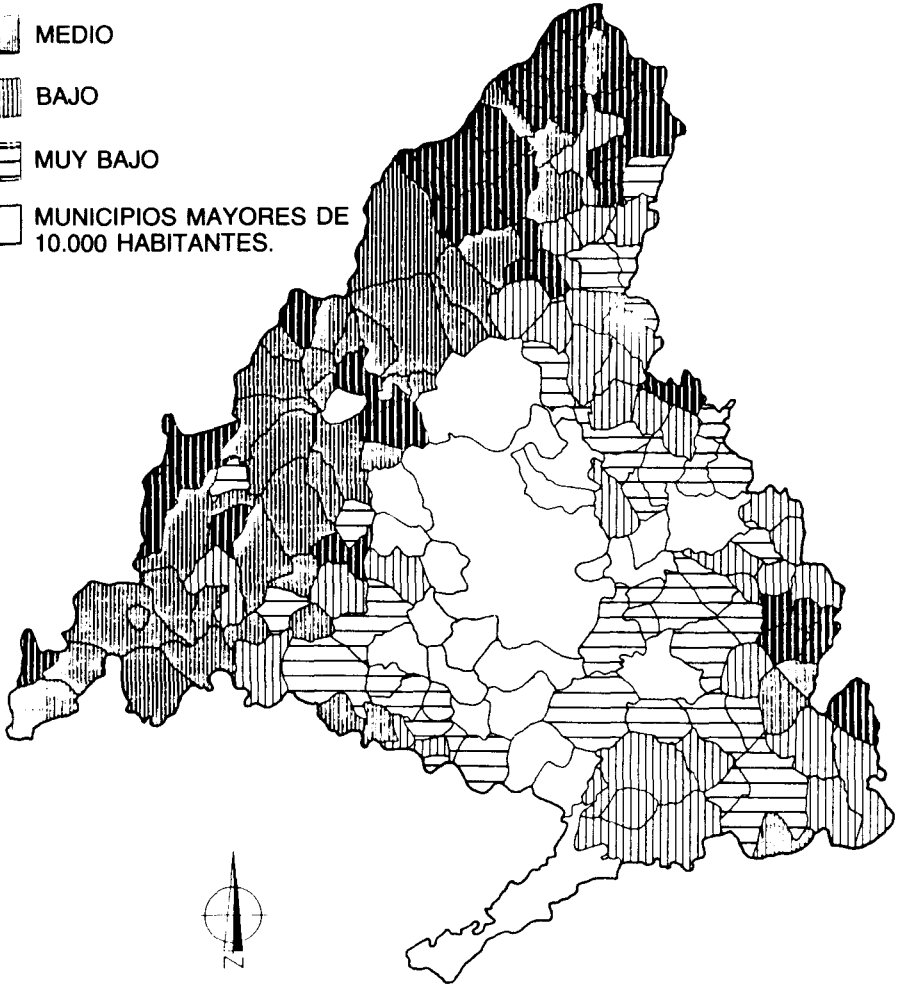 MEDIO
BAJO
MUY BAJO
MUNICIPIOS MAYORES DE
10.000 HABITANTES.
N